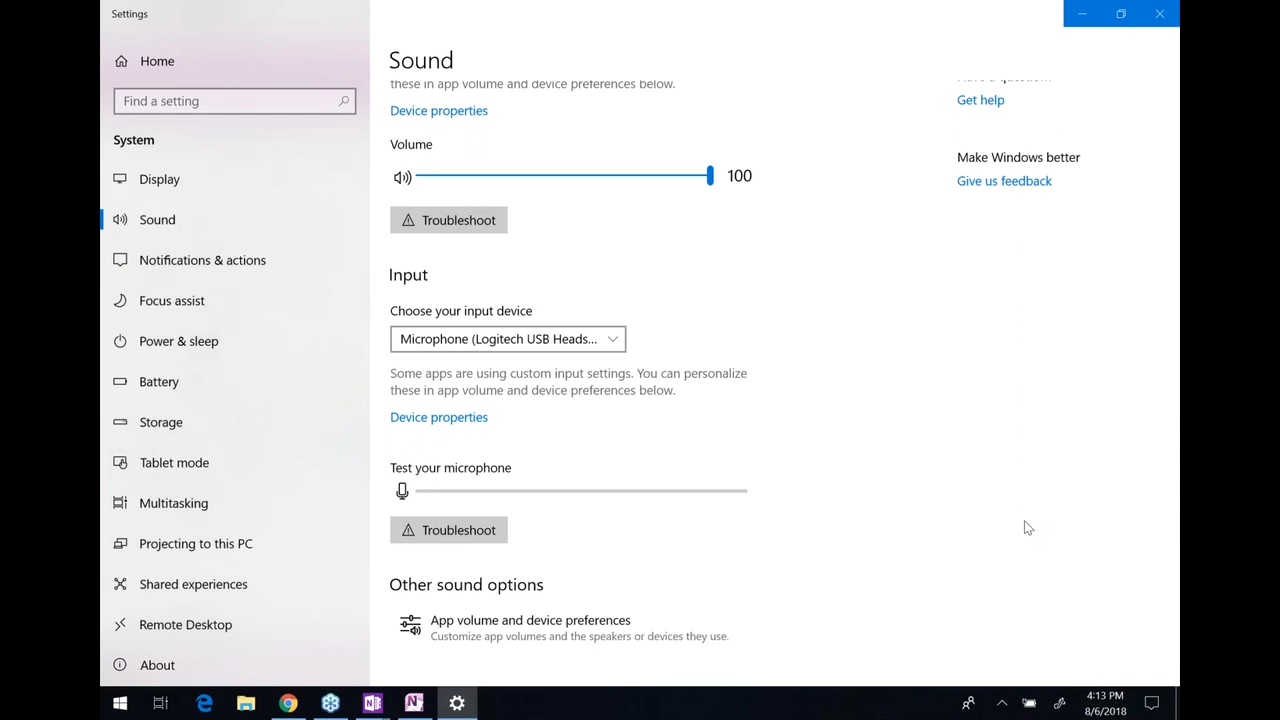 Settings
Home
Find a setting
System
Display
Sound
Notifications & actions
Focus assist
Power & sleep
Battery
Storage
Tablet mode
Multitasking
Projecting to this PC
Shared experiences
Remote Desktop
About
Sound
these in app volume and device preferences below.
Device properties
Volume
100
Troubleshoot
Input
Choose your input device
Microphone (Logitech USB Heads...
Some apps are using custom input settings. You can personalize
these in app volume and device preferences below.
Device properties
Test your microphone
Troubleshoot
Other sound options
App volume and device preferences
Customize app volumes and the speakers or devices they use.
Get help
Make Windows better
Give us feedback
4:13 PM
8/6/2018